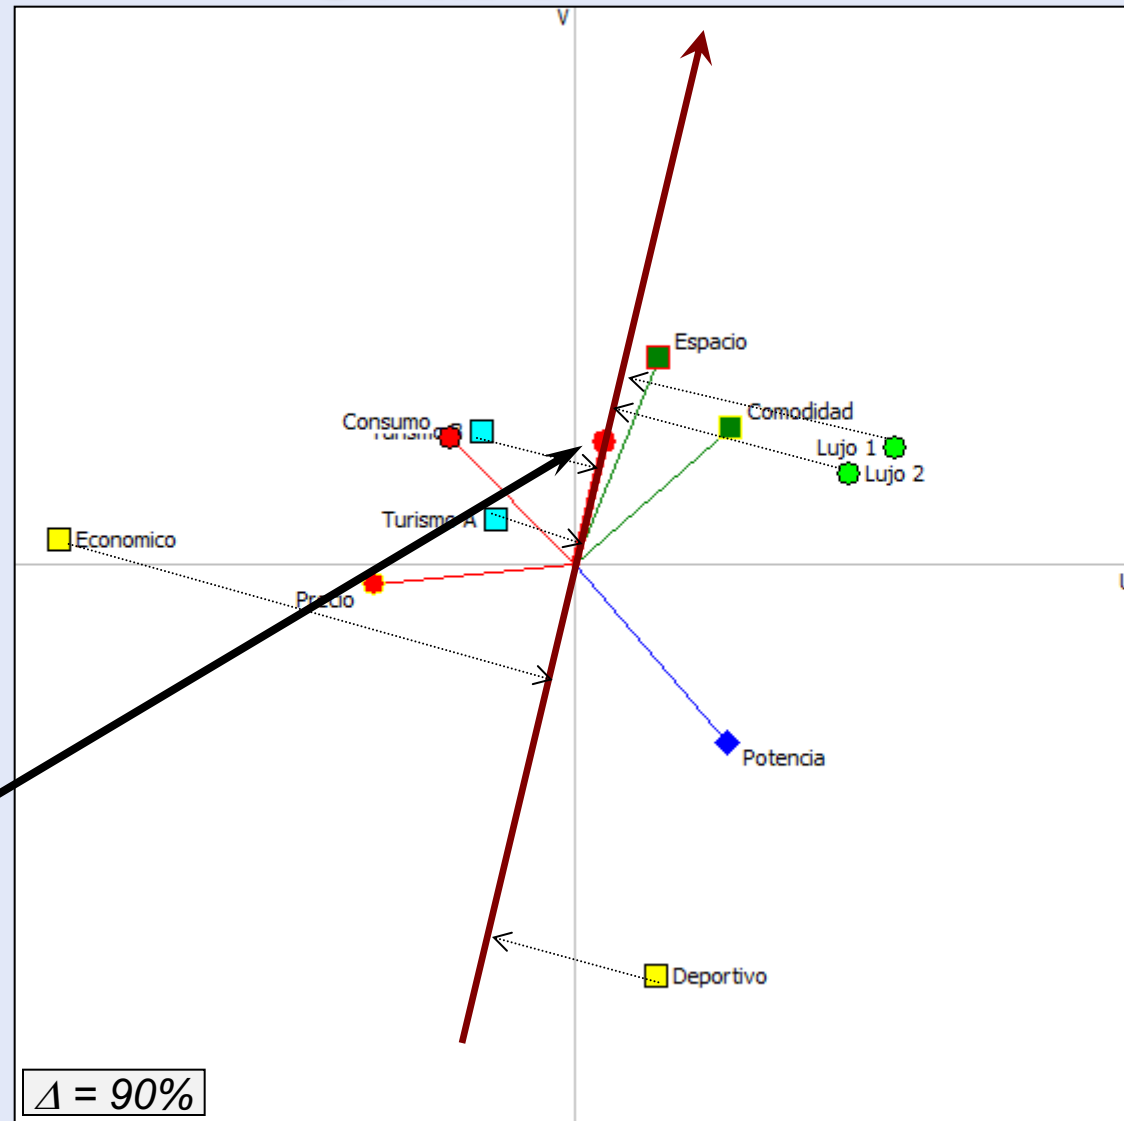 V
Espacio
Comodidad
Consumo
Lujo 1
Lujo 2
Turismo A
Economico
U
Precio
Potencia
Deportivo
Δ = 90%